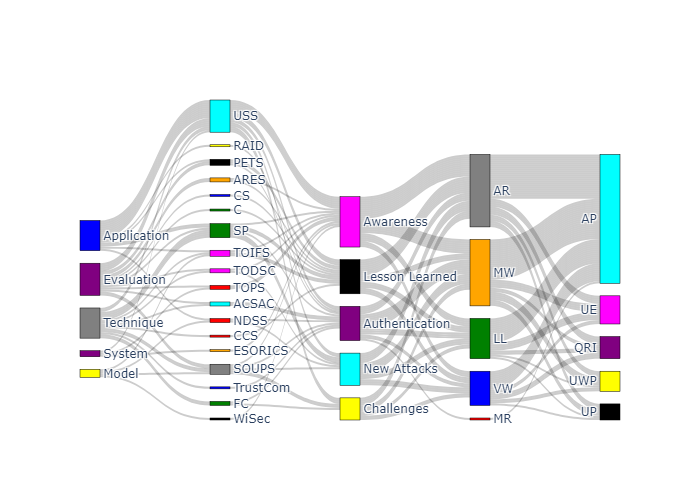 Application
Evaluation
Technique
System
Model
USS
RAID
PETS
ARES
CS
C
SP
TOIFS
TODSC
TOPS
ACSAC
NDSS
CCS
ESORICS
SOUPS
TrustCom
FC
WiSec
Awareness
Lesson Learned
Authentication
New Attacks
Challenges
AR
MW
LL
VW
MR
AP
UE
QRI
UWP
UP